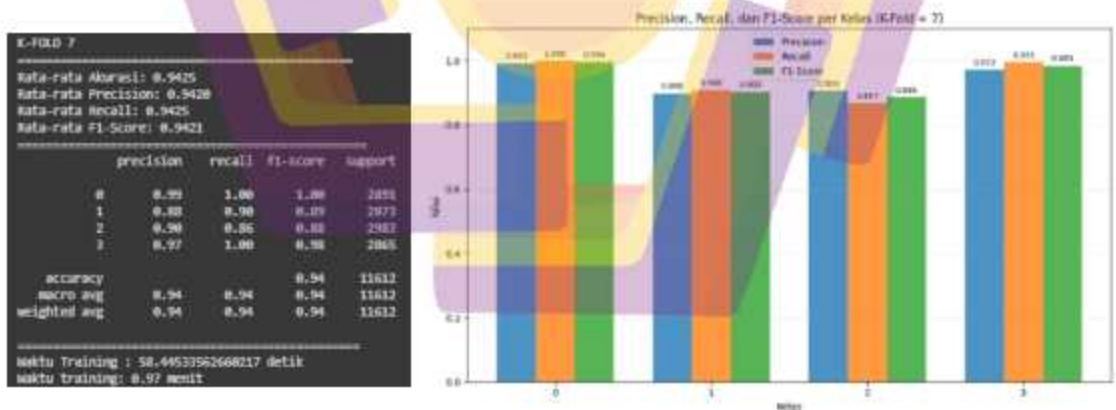 K-FOLD 7
Rata-rata Akurasi: 0.9425
Rata-rata Precision: 0.9420
Rata-rata Recall: 0.9425
Rata-rata F1-Score: 0.9421
precision recall f1-score support
0 0.99 1.00 1.00 2891
1 0.88 0.90 0.89 2873
2 0.90 0.86 0.88 2983
3 0.97 1.00 0.98 2865
accuracy 0.94 11612
macro avg 0.94 0.94 0.94 11612
weighted avg 0.94 0.94 0.94 11612
Waktu Training : 58.44533562660217 detik
Waktu training: 0.97 menit
Precision, Recall, dan F1-Score per Kelas (K-Fold = 7)
Precision
Recall
F1-Score
1.0
0.8
0.6
0.4
0.2
0.0
Nilai
0 1 2 3
Kelas